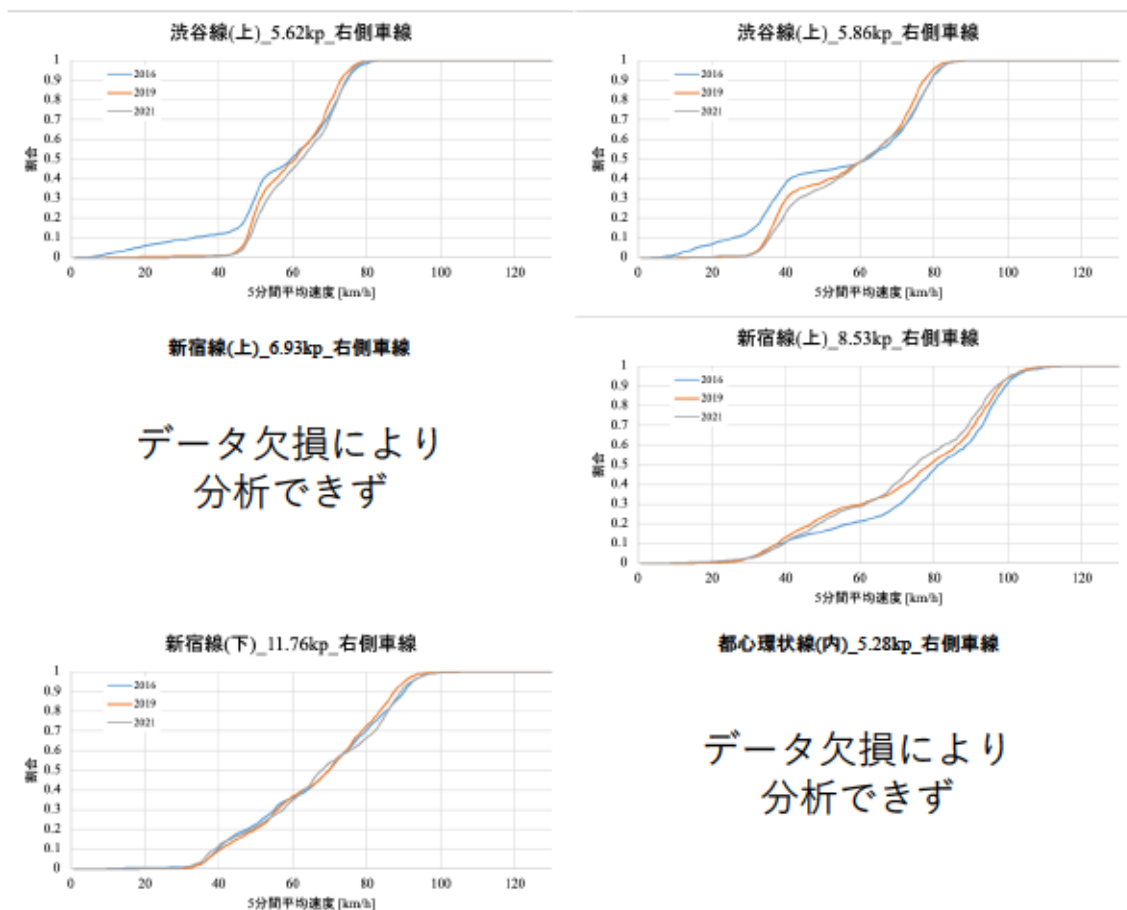 渋谷線(上)_5.62kp_右側車線
1
0.9
0.8
0.7
0.6
0.5
0.4
0.3
0.2
0.1
0
割合
2016
2019
2021
0 20 40 60 80 100 120
5分間平均速度 [km/h]
渋谷線(上)_5.86kp_右側車線
1
0.9
0.8
0.7
0.6
0.5
0.4
0.3
0.2
0.1
0
割合
2016
2019
2021
0 20 40 60 80 100 120
5分間平均速度 [km/h]
新宿線(上)_6.93kp_右側車線
データ欠損により
分析できず
新宿線(上)_8.53kp_右側車線
1
0.9
0.8
0.7
0.6
0.5
0.4
0.3
0.2
0.1
0
割合
2016
2019
2021
0 20 40 60 80 100 120
5分間平均速度 [km/h]
新宿線(下)_11.76kp_右側車線
1
0.9
0.8
0.7
0.6
0.5
0.4
0.3
0.2
0.1
0
割合
2016
2019
2021
0 20 40 60 80 100 120
5分間平均速度 [km/h]
都心環状線(内)_5.28kp_右側車線
データ欠損により
分析できず